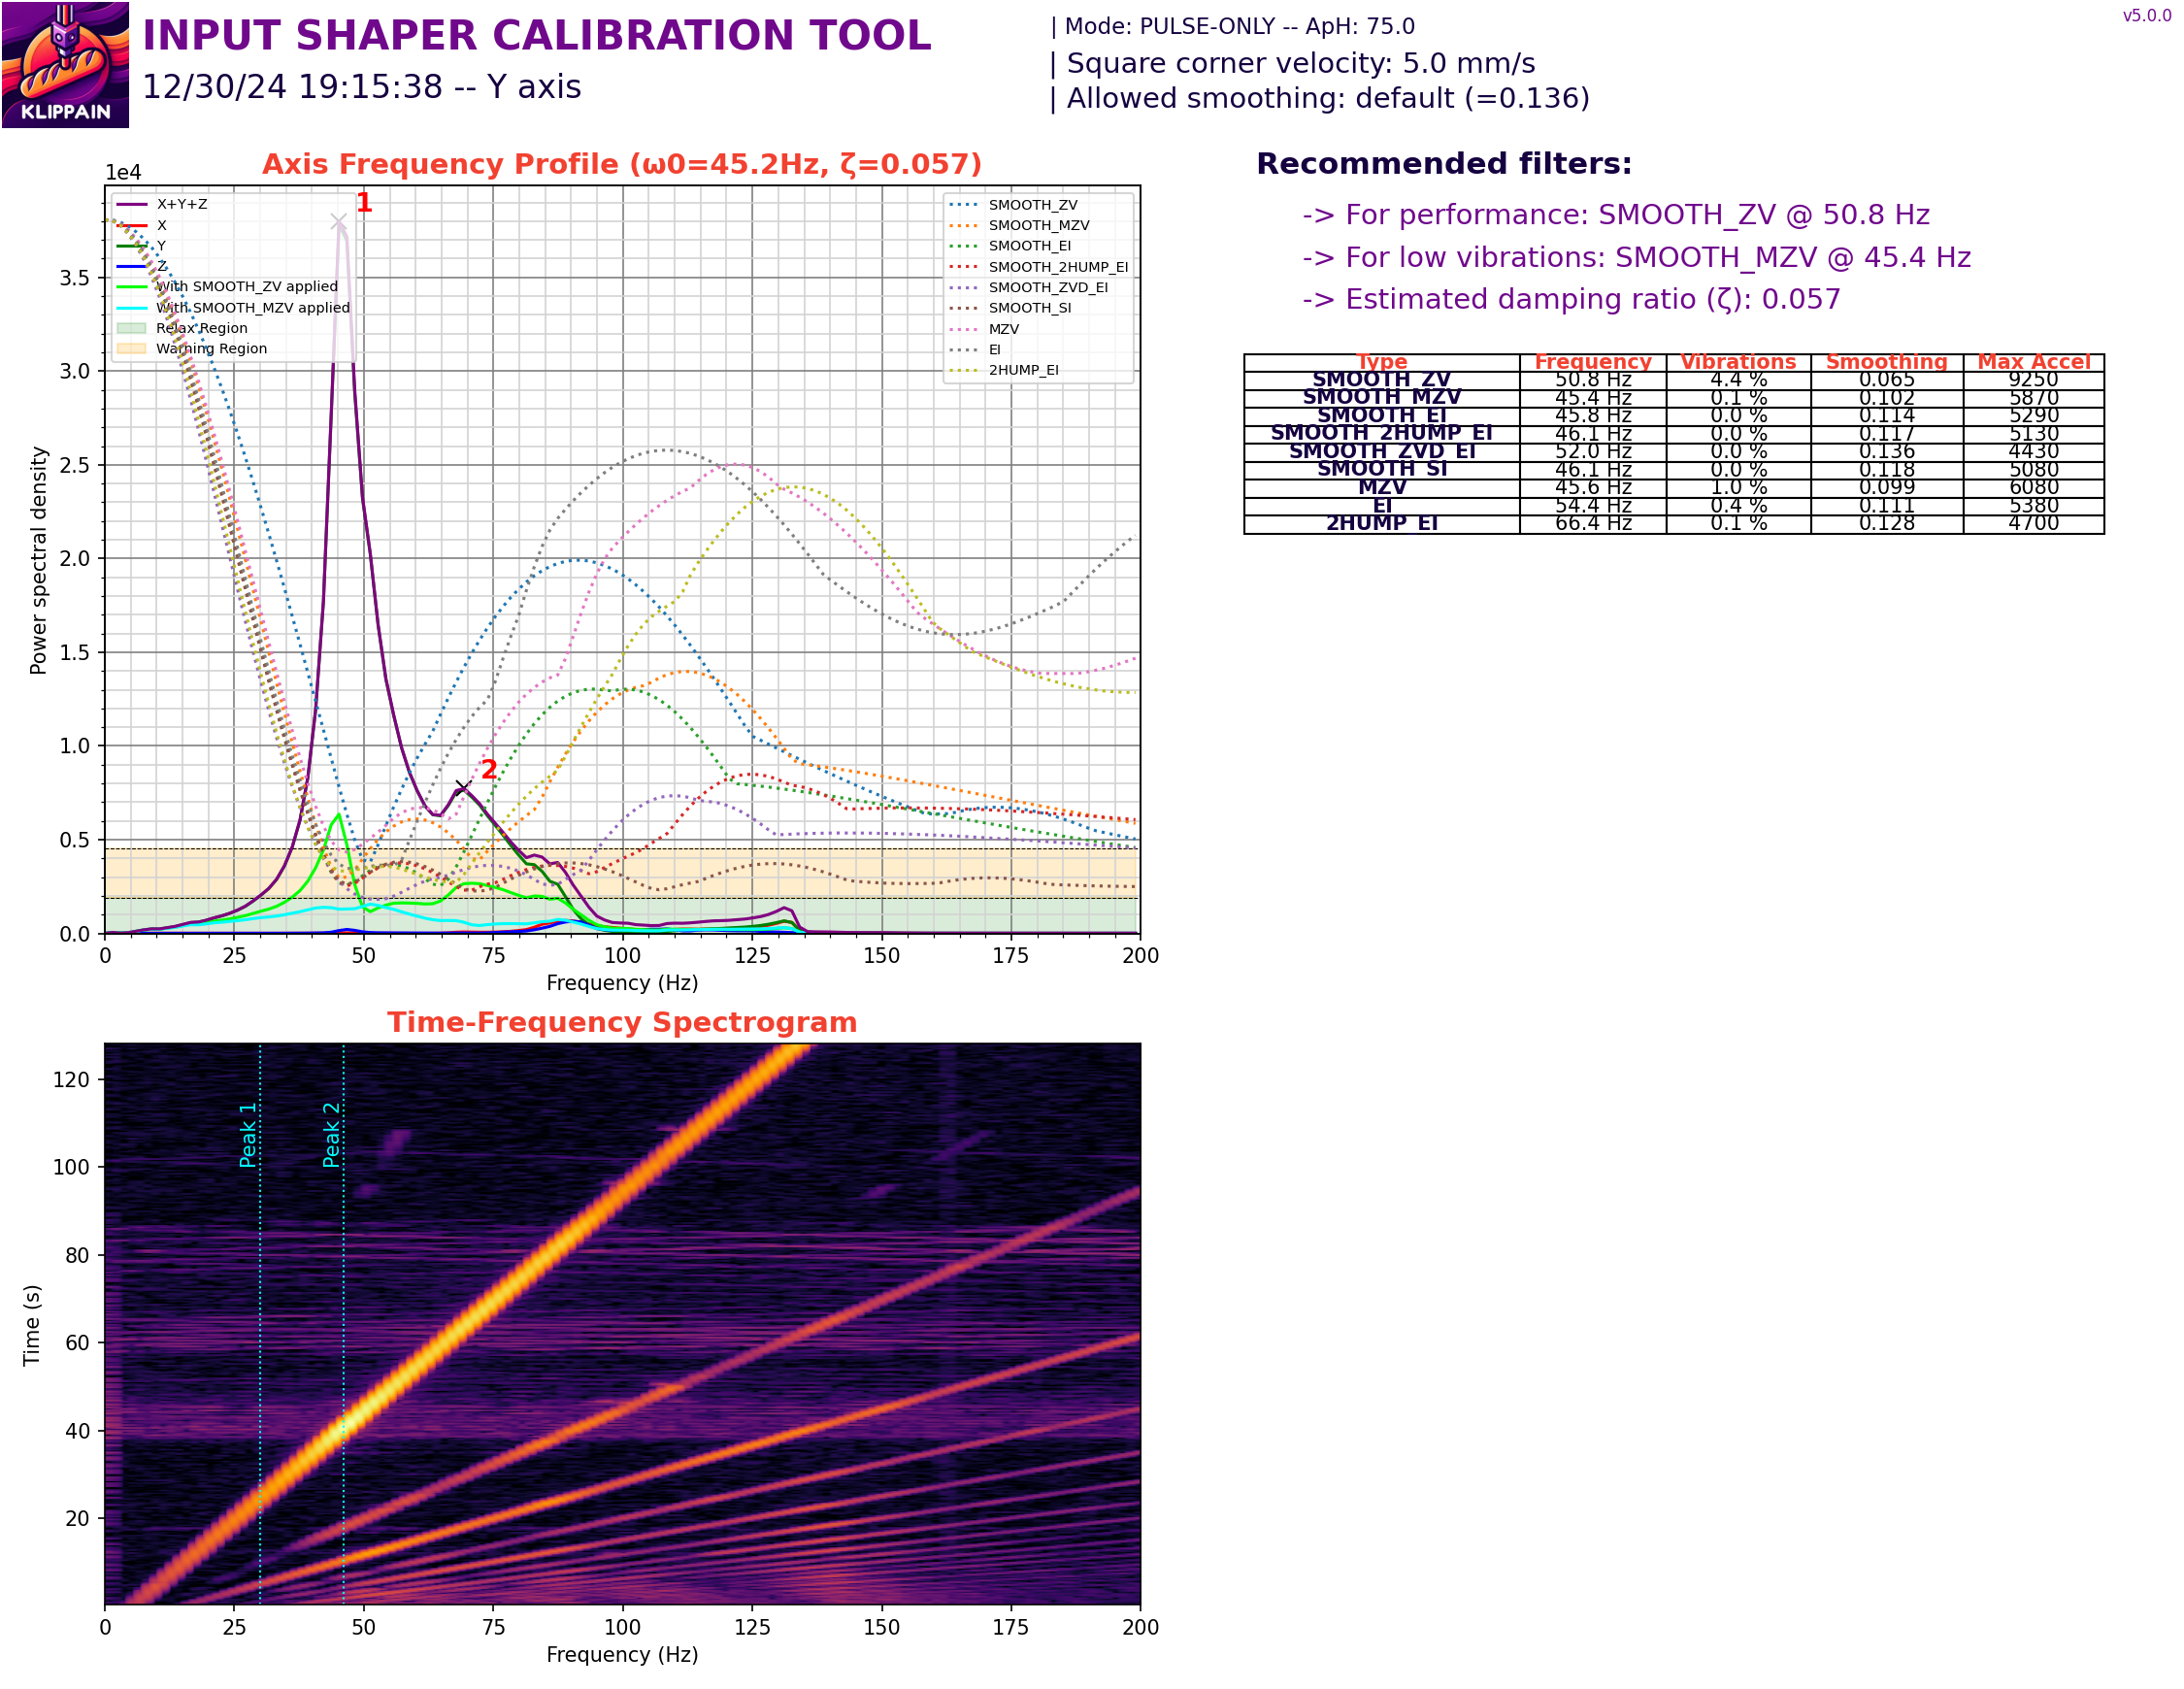 KLIPPAIN
INPUT SHAPER CALIBRATION TOOL
12/30/24 19:15:38 -- Y axis
| Mode: PULSE-ONLY -- ApH: 75.0
| Square corner velocity: 5.0 mm/s
| Allowed smoothing: default (=0.136)
v5.0.0
Axis Frequency Profile (ω0=45.2Hz, ζ=0.057)
1e4
3.5
3.0
2.5
2.0
1.5
1.0
0.5
0.0
Power spectral density
X+Y+Z
X
Y
Z
With SMOOTH_ZV applied
With SMOOTH_MZV applied
Relax Region
Warning Region
1
2
SMOOTH_ZV
SMOOTH_MZV
SMOOTH_EI
SMOOTH_2HUMP_EI
SMOOTH_ZVD_EI
SMOOTH_SI
MZV
EI
2HUMP_EI
0 25 50 75 100 125 150 175 200
Frequency (Hz)
Recommended filters:
-> For performance: SMOOTH_ZV @ 50.8 Hz
-> For low vibrations: SMOOTH_MZV @ 45.4 Hz
-> Estimated damping ratio (ζ): 0.057
Type Frequency Vibrations Smoothing Max Accel
SMOOTH_ZV 50.8 Hz 4.4 % 0.065 9250
SMOOTH_MZV 45.4 Hz 0.1 % 0.102 5870
SMOOTH_EI 45.8 Hz 0.0 % 0.114 5290
SMOOTH_2HUMP_EI 46.1 Hz 0.0 % 0.117 5130
SMOOTH_ZVD_EI 52.0 Hz 0.0 % 0.136 4430
SMOOTH_SI 46.1 Hz 0.0 % 0.118 5080
MZV 45.6 Hz 1.0 % 0.099 6080
EI 54.4 Hz 0.4 % 0.111 5380
2HUMP_EI 66.4 Hz 0.1 % 0.128 4700
Time-Frequency Spectrogram
120
100
80
60
40
20
Time (s)
Peak 1
Peak 2
0 25 50 75 100 125 150 175 200
Frequency (Hz)